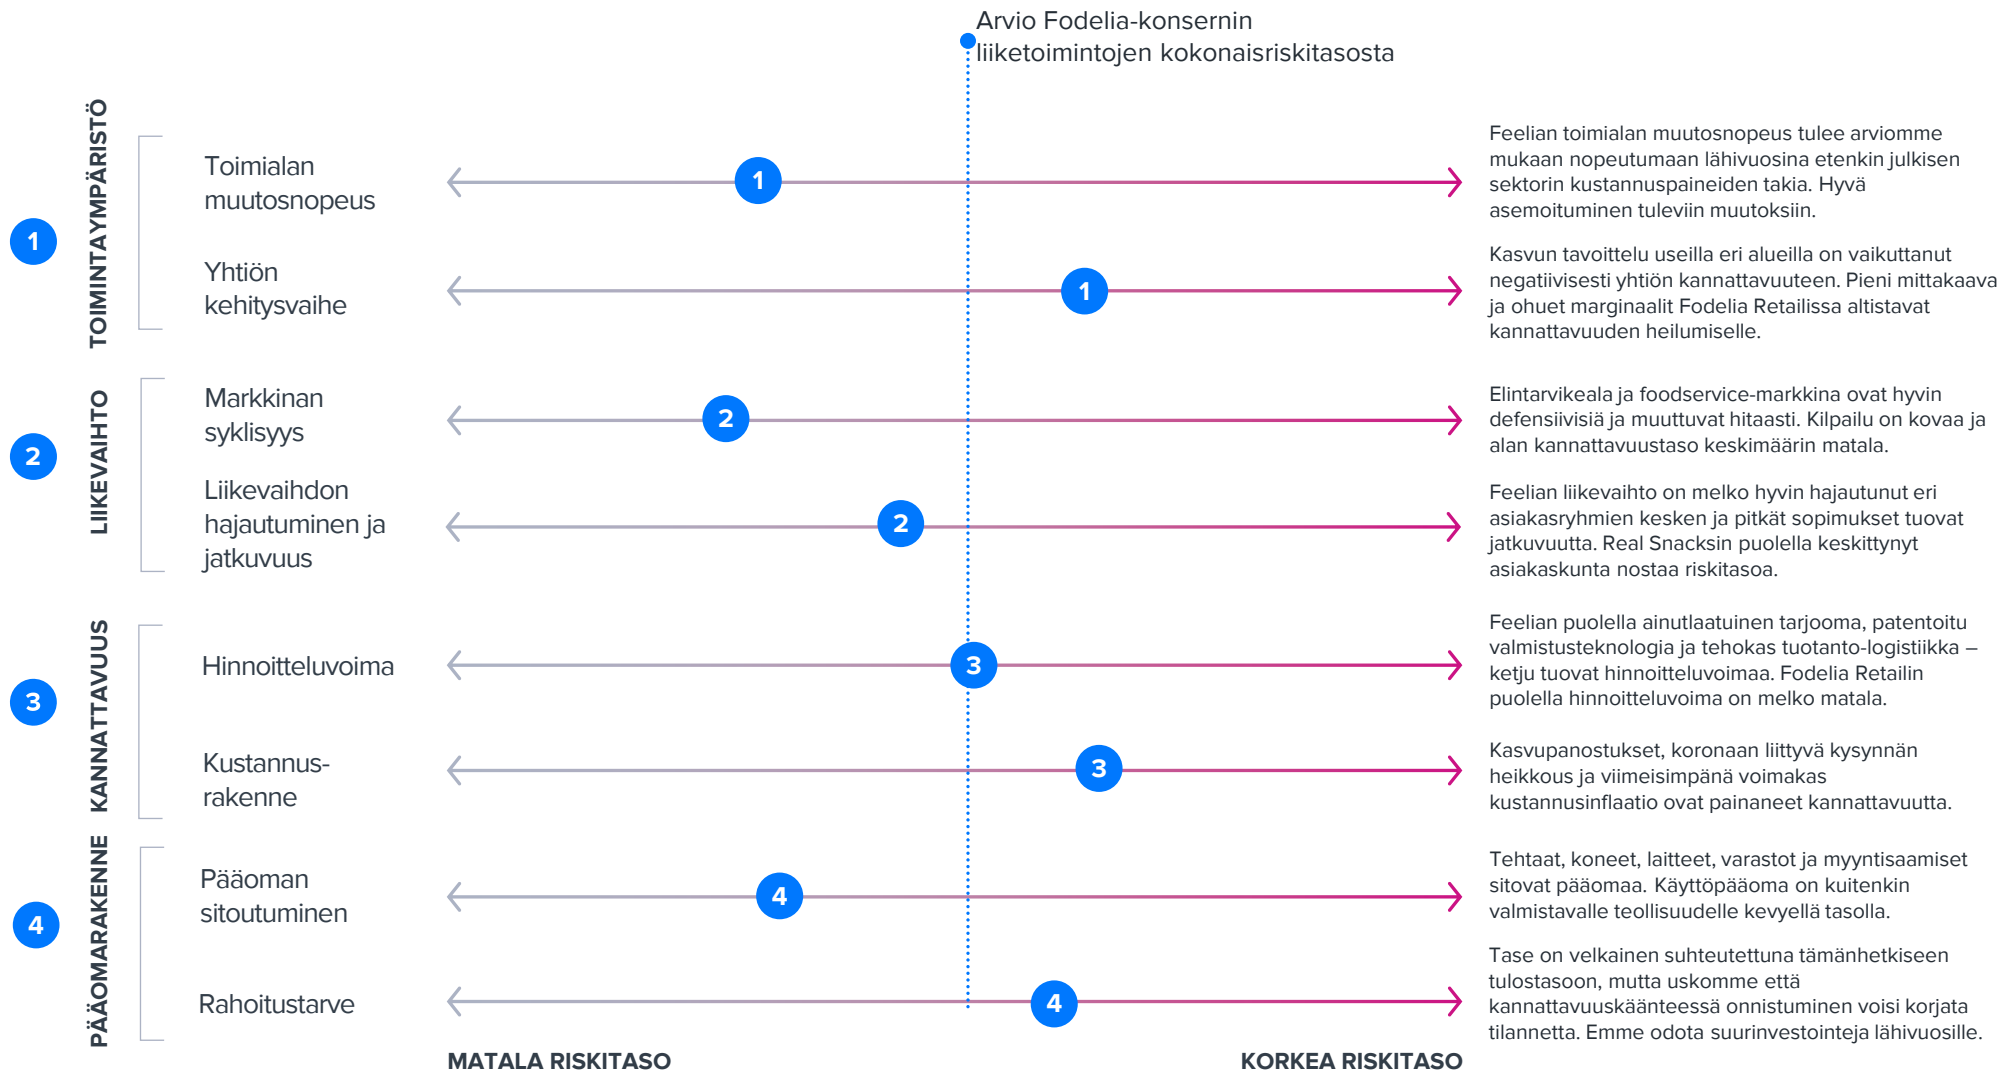 Arvio Fodelia-konsernin
liiketoimintojen kokonaisriskitasosta
1
TOIMINTAYMPÄRISTÖ
Toimialan
muutosnopeus
1
Feelian toimialan muutosnopeus tulee arviomme
mukaan nopeutumaan lähivuosina etenkin julkisen
sektorin kustannuspaineiden takia. Hyvä
asemoituminen tuleviin muutoksiin.
Yhtiön
kehitysvaihe
1
Kasvun tavoittelu useilla eri alueilla on vaikuttanut
negatiivisesti yhtiön kannattavuuteen. Pieni mittakaava
ja ohuet marginaalit Fodelia Retailissa altistavat
kannattavuuden heilumiselle.
2
LIIKEVAIHTO
Markkinan
syklisyys
2
Elintarvikeala ja foodservice-markkina ovat hyvin
defensiivisiä ja muuttuvat hitaasti. Kilpailu on kovaa ja
alan kannattavuustaso keskimäärin matala.
Liikevaihdon
hajautuminen ja
jatkuvuus
2
Feelian liikevaihto on melko hyvin hajautunut eri
asiakasryhmien kesken ja pitkät sopimukset tuovat
jatkuvuutta. Real Snacksin puolella keskittynyt
asiakaskunta nostaa riskitasoa.
3
KANNATTAVUUS
Hinnoitteluvoima
3
Feelian puolella ainutlaatuinen tarjooma, patentoitu
valmistusteknologia ja tehokas tuotanto-logistiikka –
ketju tuovat hinnoitteluvoimaa. Fodelia Retailin
puolella hinnoitteluvoima on melko matala.
Kustannus-
rakenne
3
Kasvupanostukset, koronaan liittyvä kysynnän
heikkous ja viimeisimpänä voimakas
kustannusinflaatio ovat painaneet kannattavuutta.
4
PÄÄOMARAKENNE
Pääoman
sitoutuminen
4
Tehtaat, koneet, laitteet, varastot ja myyntisaamiset
sitovat pääomaa. Käyttöpääoma on kuitenkin
valmistavalle teollisuudelle kevyellä tasolla.
Rahoitustarve
4
Tase on velkainen suhteutettuna tämänhetkiseen
tulostasoon, mutta uskomme että
kannattavuuskäänteessä onnistuminen voisi korjata
tilannetta. Emme odota suurinvestointeja lähivuosille.
MATALA RISKITASO
KORKEA RISKITASO